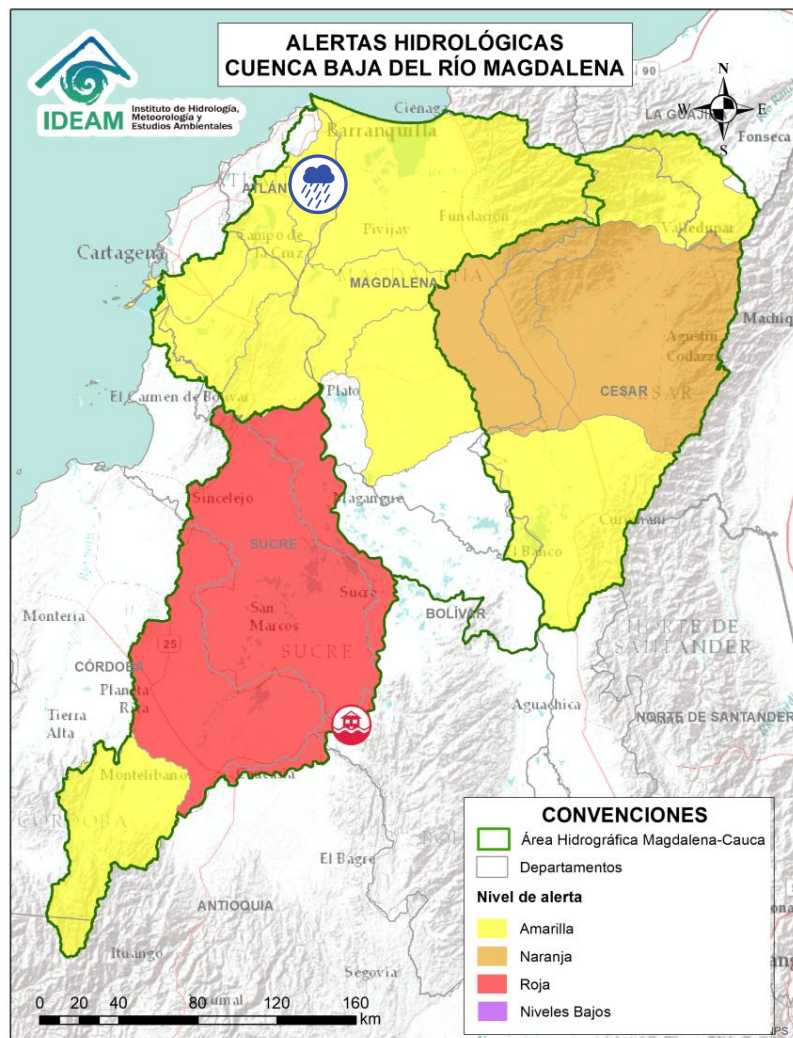 ALERTAS HIDROLÓGICAS
CUENCA BAJA DEL RÍO MAGDALENA
IDEAM
Instituto de Hidrología,
Meteorología y
Estudios Ambientales
N
W
E
S
90
LA GUAJIRA
Fonseca
Ciénaga
Barranquilla
Fundación
Pivijay
Valledupar
Campo de
la Cruz
Cartagena
MAGDALENA
MAGDALENA
Agustín
Codazzi
CESAR
El Carmen de Bolívar
Plato
Sincelejo
Magangue
SUCRE
El Banco
Sucre
BOLÍVAR
San
Marcos
SUCRE
Montería
25
CÓRDOBA
Planeta
Rica
Tierra
Alta
NORTE DE
SANTANDER
NORTE DE SANTANDER
Aguachica
Montelíbano
CÓRDOBA
El Bagre
ANTIOQUIA
Ituango
Segovia
0 20 40 80 120 160
km
CONVENCIONES
Área Hidrográfica Magdalena-Cauca
Departamentos
Nivel de alerta
Amarilla
Naranja
Roja
Niveles Bajos